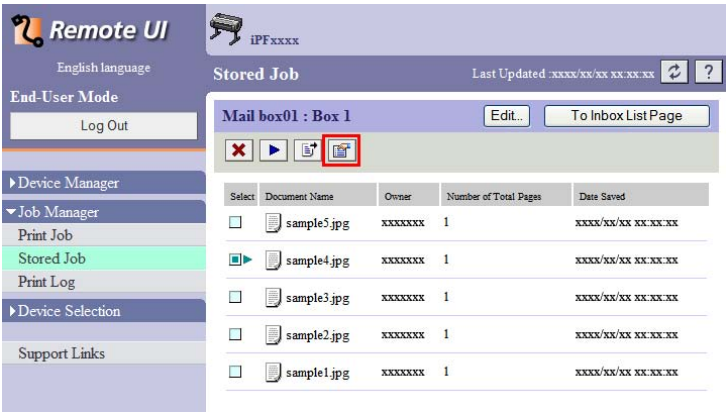 Remote UI
English language
End-User Mode
Log Out
Device Manager
Job Manager
Print Job
Stored Job
Print Log
Device Selection
Support Links
iPFxxxx
Stored Job
Last Updated :xxxx/xx/xx xx:xx:xx
?
Mail box01 : Box 1
Edit...
To Inbox List Page
Select Document Name Owner Number of Total Pages Date Saved
sample5.jpg xxxxxxx 1 xxxx/xx/xx xx:xx:xx
sample4.jpg xxxxxxx 1 xxxx/xx/xx xx:xx:xx
sample3.jpg xxxxxxx 1 xxxx/xx/xx xx:xx:xx
sample2.jpg xxxxxxx 1 xxxx/xx/xx xx:xx:xx
sample1.jpg xxxxxxx 1 xxxx/xx/xx xx:xx:xx